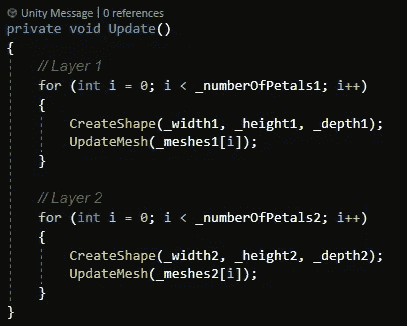 Unity Message | 0 references
private void Update()
{
// Layer 1
for (int i = 0; i < _numberOfPetals1; i++)
{
CreateShape(_width1, _height1, _depth1);
UpdateMesh(_meshes1[i]);
}
// Layer 2
for (int i = 0; i < _numberOfPetals2; i++)
{
CreateShape(_width2, _height2, _depth2);
UpdateMesh(_meshes2[i]);
}
}